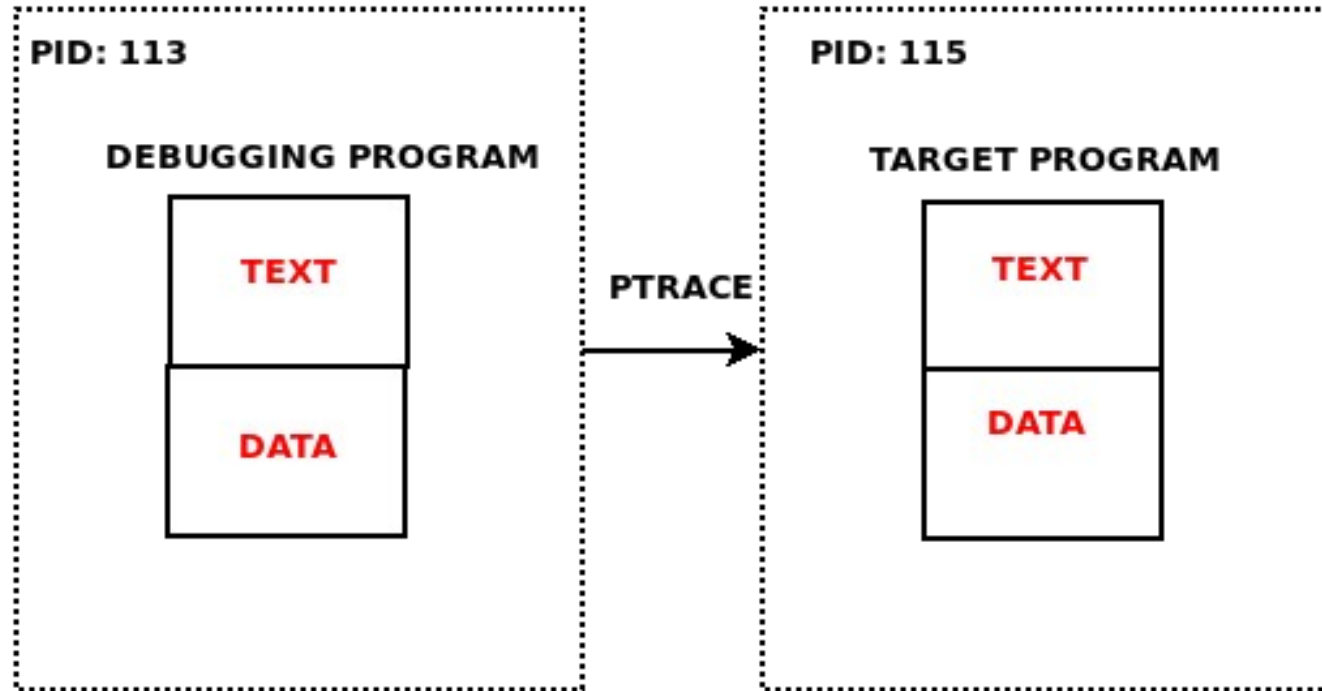 PID: 113
DEBUGGING PROGRAM
TEXT
DATA
PTRACE
PID: 115
TARGET PROGRAM
TEXT
DATA